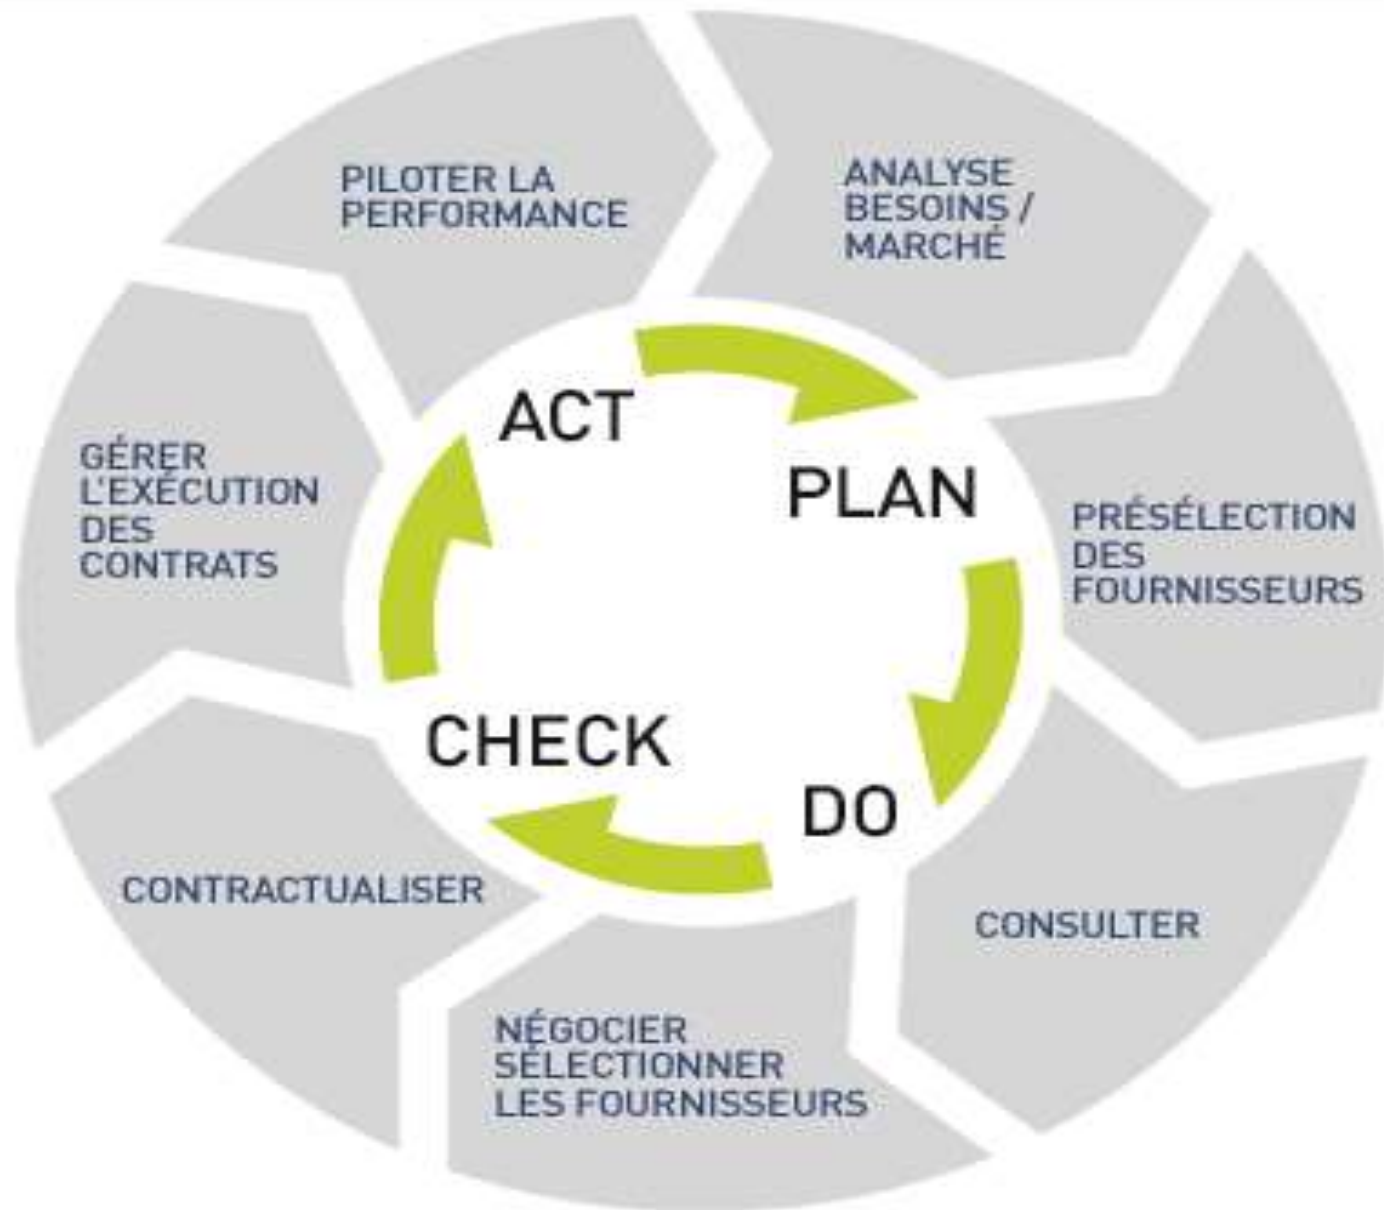 PILOTER LA
PERFORMANCE
ANALYSE
BESOINS /
MARCHÉ
ACT
PLAN
GÉRER
L'EXÉCUTION
DES
CONTRATS
PRÉSÉLECTION
DES
FOURNISSEURS
CHECK
DO
CONTRACTUALISER
CONSULTER
NÉGOCIER
SÉLECTIONNER
LES FOURNISSEURS